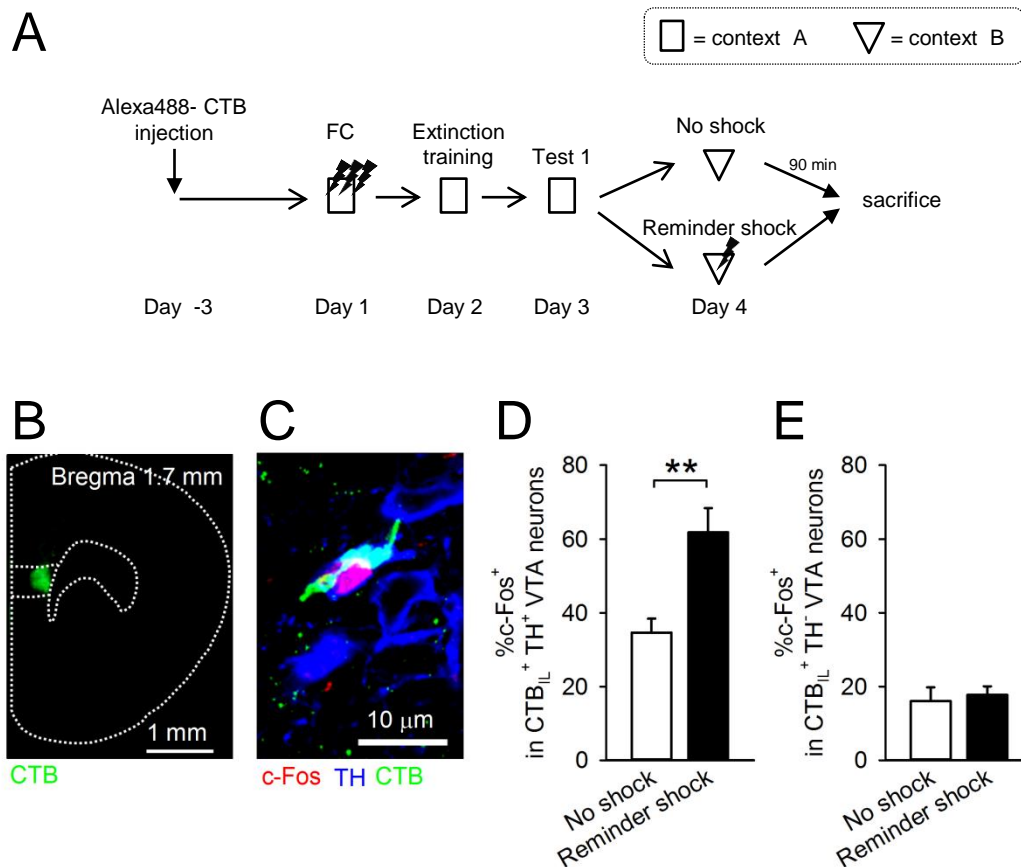 A
= context A
= context B
Alexa488- CTB
injection
FC
Extinction
training
Test 1
No shock
90 min
Reminder shock
sacrifice
Day -3
Day 1
Day 2
Day 3
Day 4
B
Bregma 1.7 mm
1 mm
CTB
C
10 μm
c-Fos TH CTB
D
%c-Fos⁺
in CTB_IL⁺ TH⁺ VTA neurons
80
60
40
20
0
**
No shock
Reminder shock
E
%c-Fos⁺
in CTB_IL⁺ TH⁻ VTA neurons
80
60
40
20
0
No shock
Reminder shock